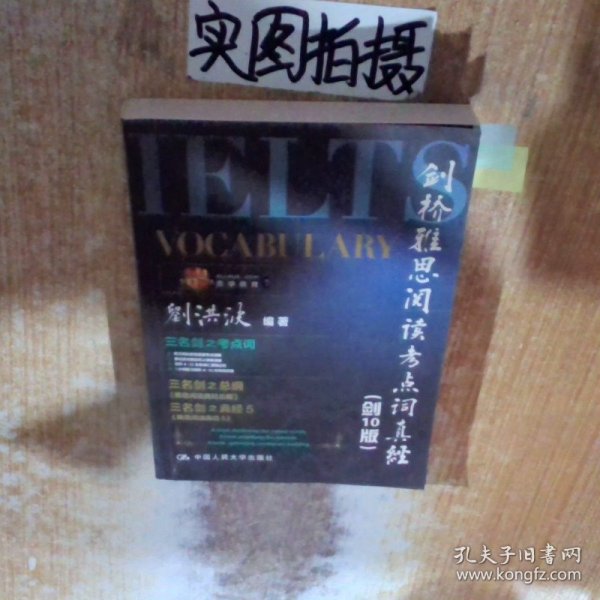 实图拍摄
IELTS
VOCABULARY
剑桥雅思阅读考点词真经
(剑10版)
劉洪波 编著
三名剑之考点词
三名剑之总纲
三名剑之真经5
中国人民大学出版社
孔夫子旧书网
www.kongfz.com